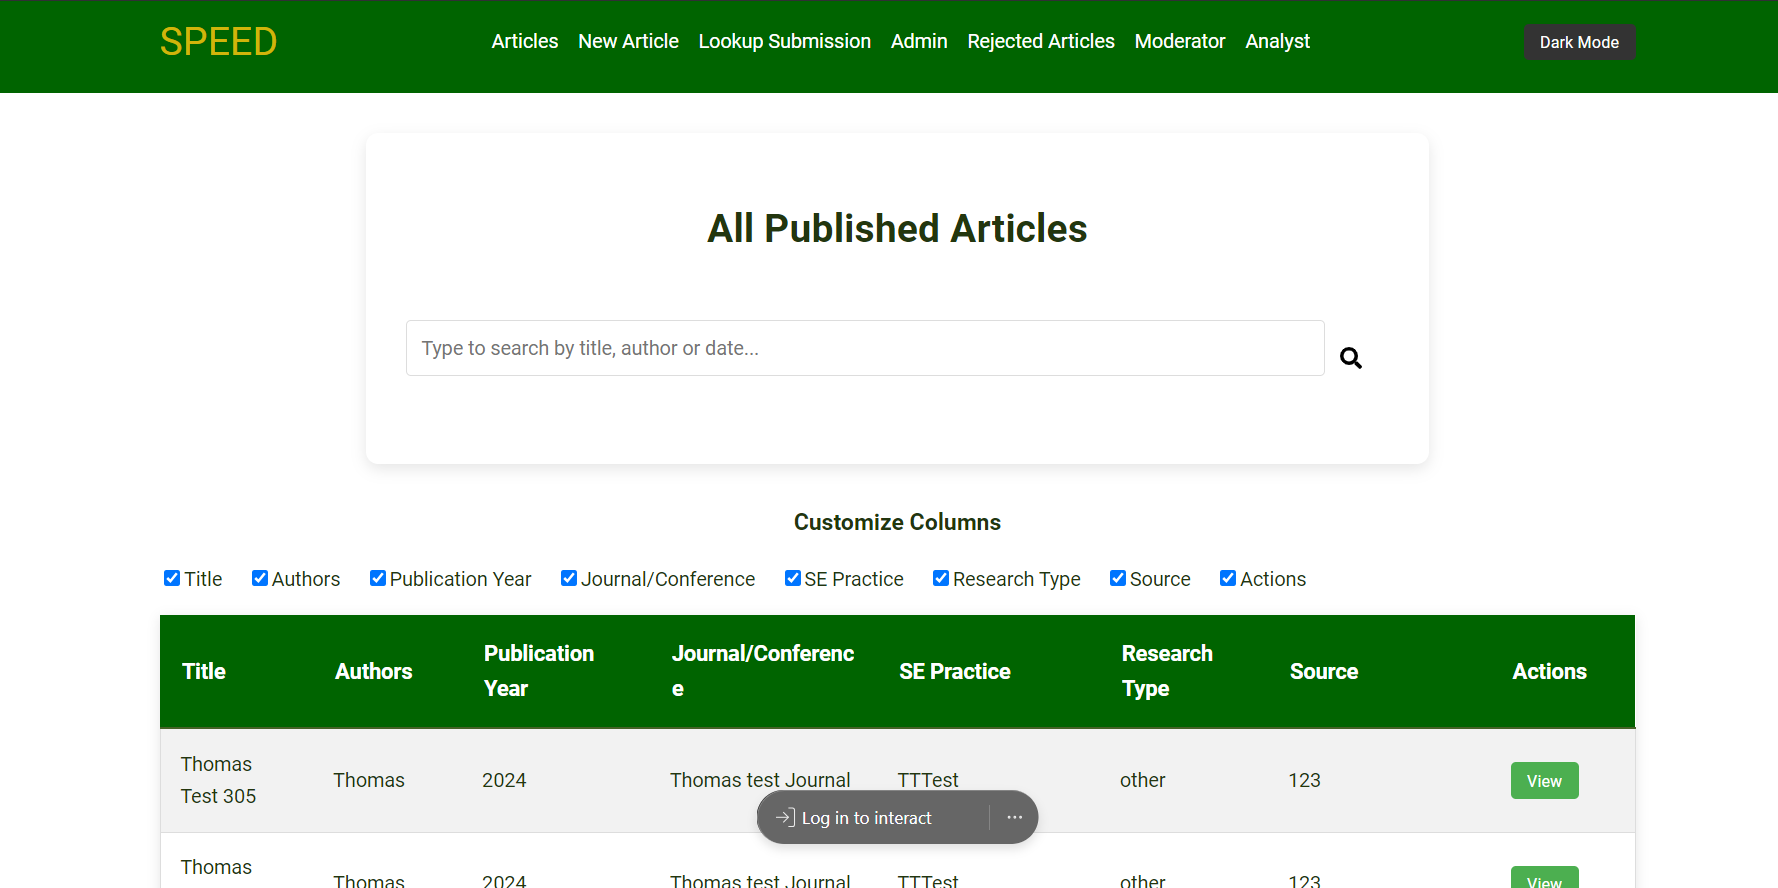 SPEED
Articles New Article Lookup Submission Admin Rejected Articles Moderator Analyst
Dark Mode
All Published Articles
Type to search by title, author or date...
Customize Columns
Title Authors Publication Year Journal/Conference SE Practice Research Type Source Actions
Title Authors Publication Year Journal/Conference SE Practice Research Type Source Actions
Thomas Test 305 Thomas 2024 Thomas test Journal TTTest other 123 View
Log in to interact ...
Thomas Thomas 2024 Thomas test Journal TTTest other 123 View